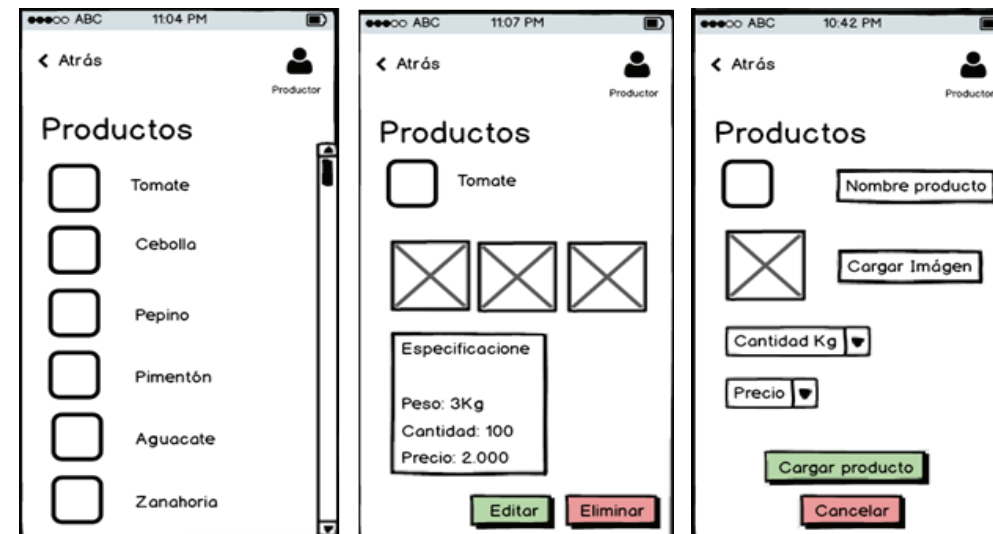 ABC 11:04 PM
Atrás
Productor
Productos
Tomate
Cebolla
Pepino
Pimentón
Aguacate
Zanahoria
ABC 11:07 PM
Atrás
Productor
Productos
Tomate
Especificacione
Peso: 3Kg
Cantidad: 100
Precio: 2.000
Editar Eliminar
ABC 10:42 PM
Atrás
Productor
Productos
Nombre producto
Cargar Imágen
Cantidad Kg
Precio
Cargar producto
Cancelar